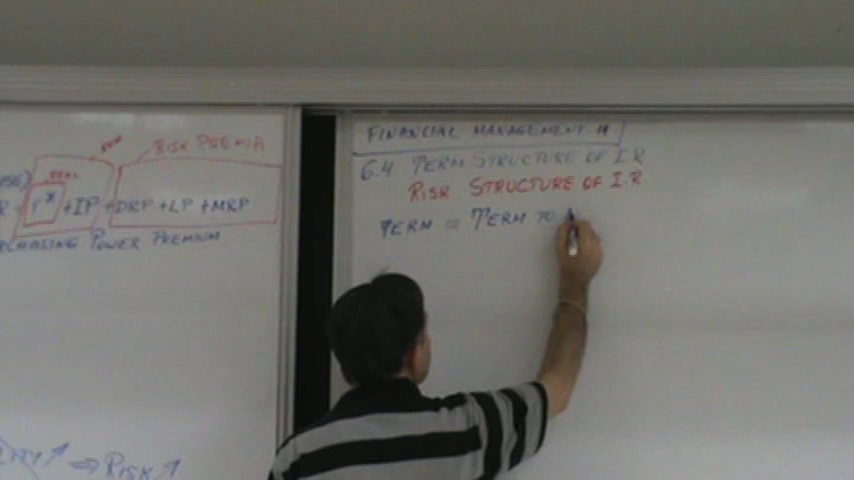 RISK PREMIA
r* +IP +DRP +LP +MRP
PURCHASING POWER PREMIUM
⇒ RISK ↑
FINANCIAL MANAGEMENT
6.4 TERM STRUCTURE OF I.R
RISK STRUCTURE OF I.R
TERM = TERM TO